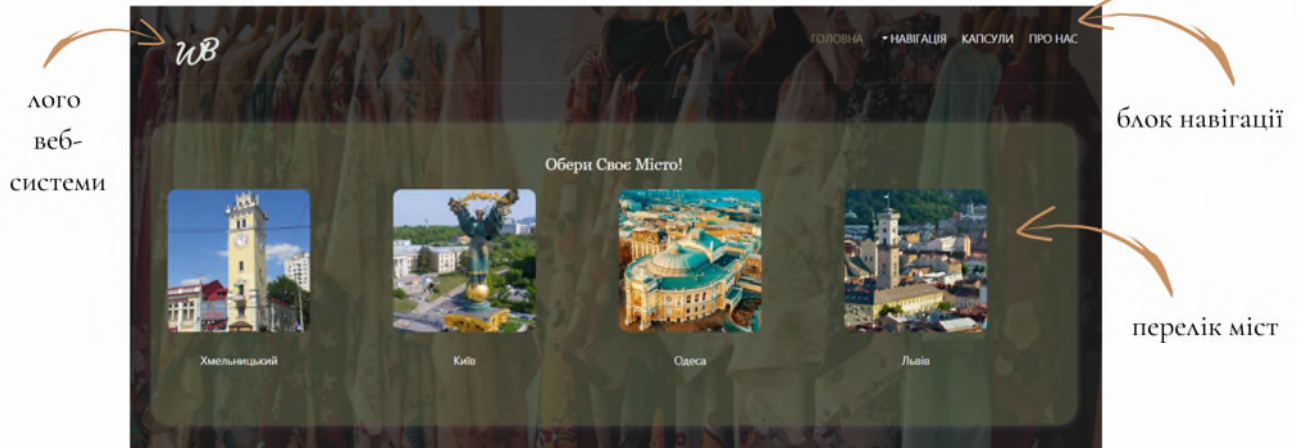 WB
ГОЛОВНА НАВІГАЦІЯ КАПСУЛИ ПРО НАС
лого
веб-
системи
блок навігації
Обери Своє Місто!
перелік міст
Хмельницький Київ Одеса Львів